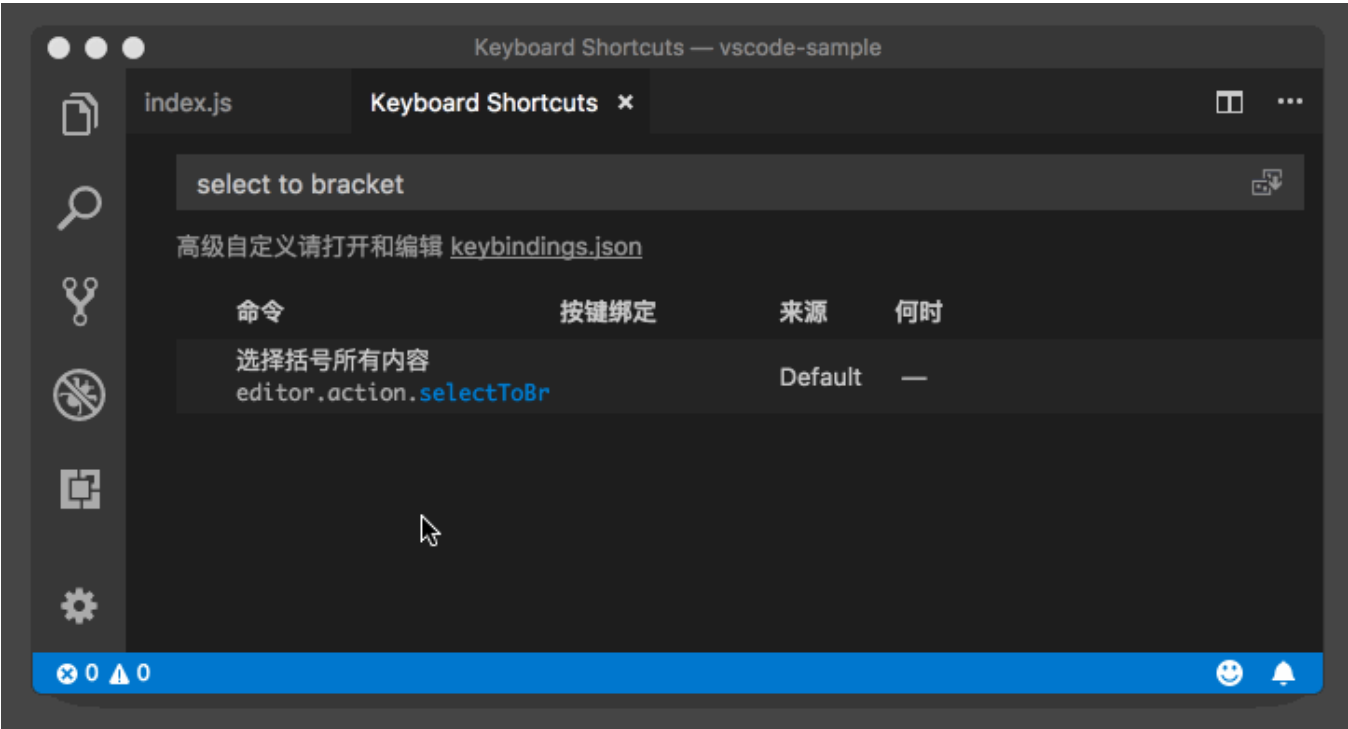 Keyboard Shortcuts — vscode-sample
index.js
Keyboard Shortcuts ×
select to bracket
高级自定义请打开和编辑 keybindings.json
命令 按键绑定 来源 何时
选择括号所有内容
editor.action.selectToBr
Default —
0 0